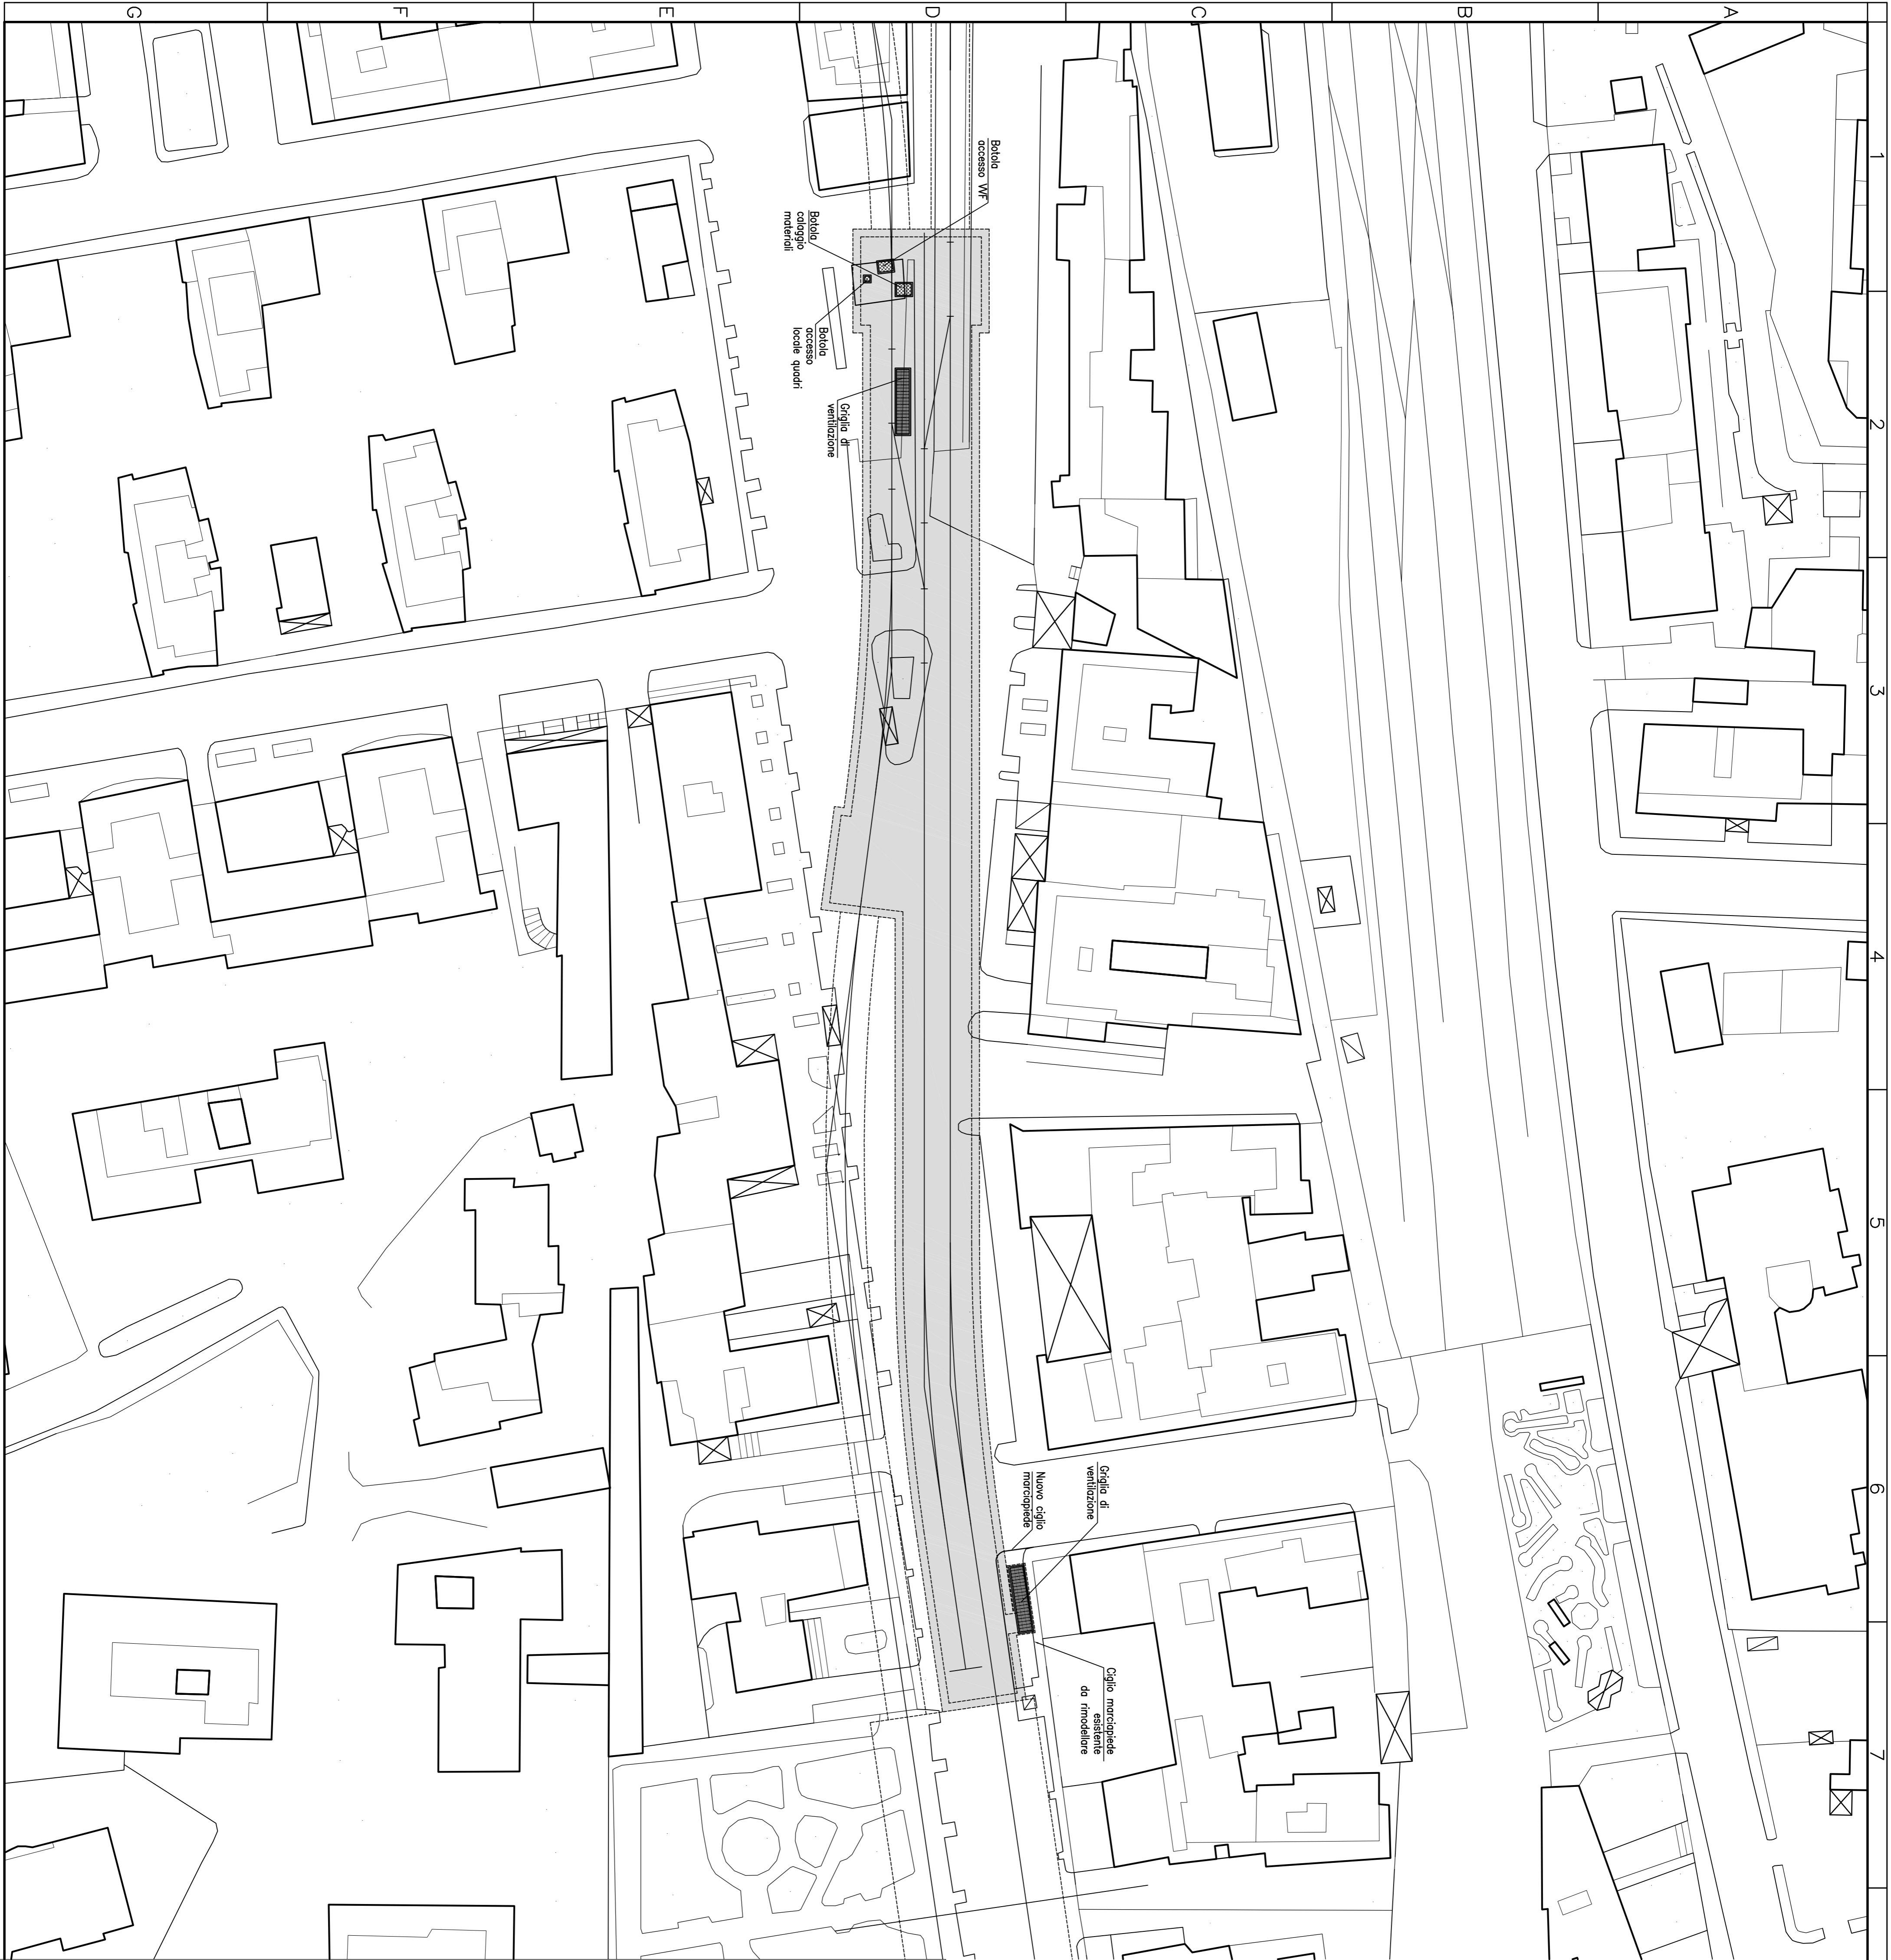 G
F
E
D
C
B
A
1
2
3
4
5
6
7
Botola
accesso VVF
Botola
calaggio
materiali
Botola
accesso
locale quadri
Griglia di
ventilazione
Griglia di
ventilazione
Nuovo ciglio
marciapiede
Ciglio marciapiede
esistente
da rimodellare